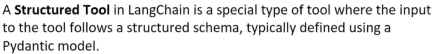 A Structured Tool in LangChain is a special type of tool where the input
to the tool follows a structured schema, typically defined using a
Pydantic model.